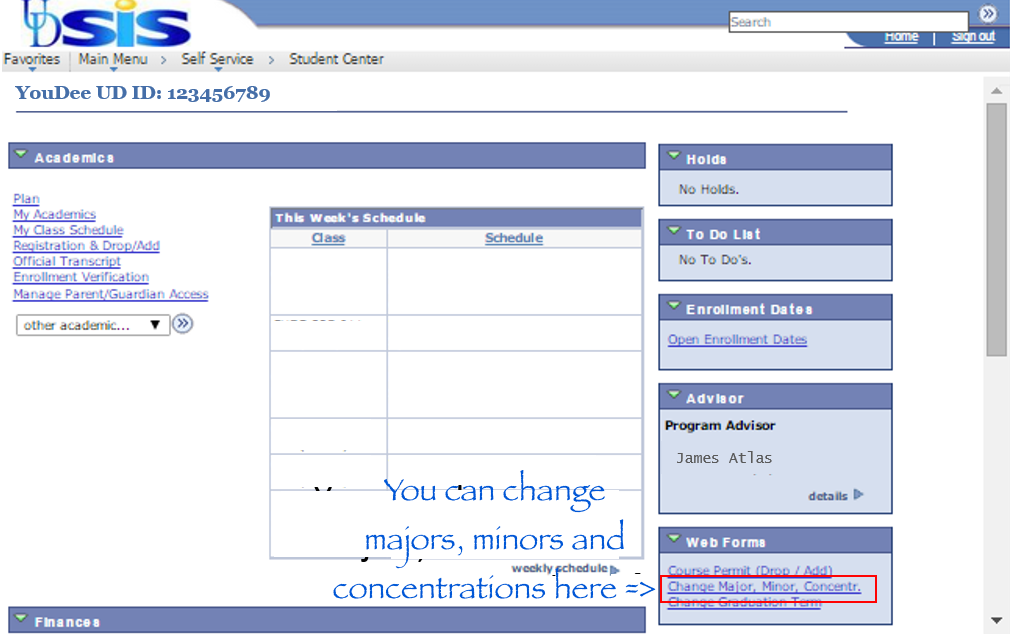 UDSIS
Search
Home | Sign out
Favorites Main Menu > Self Service > Student Center
YouDee UD ID: 123456789
Academics
Plan
My Academics
My Class Schedule
Registration & Drop/Add
Official Transcript
Enrollment Verification
Manage Parent/Guardian Access
other academic...
This Week's Schedule
Class Schedule
weekly schedule
You can change
majors, minors and
concentrations here =>
Holds
No Holds.
To Do List
No To Do's.
Enrollment Dates
Open Enrollment Dates
Advisor
Program Advisor
James Atlas
details
Web Forms
Course Permit (Drop / Add)
Change Major, Minor, Concentr.
Change Graduation Term
Finances